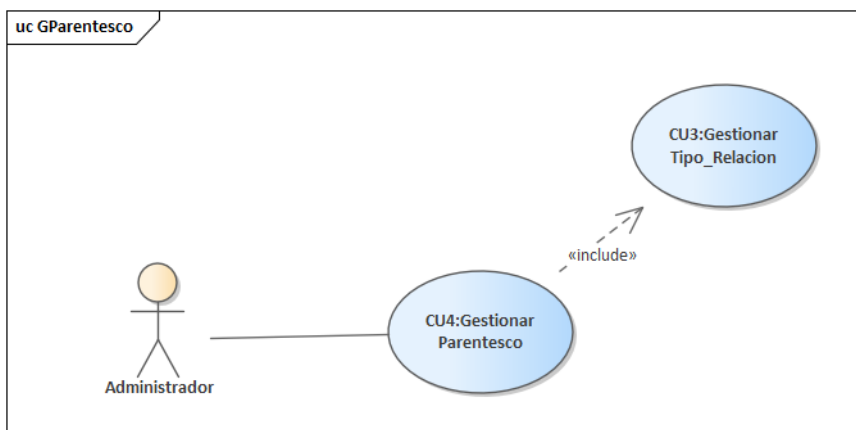 uc GParentesco
CU3:Gestionar
Tipo_Relacion
«include»
CU4:Gestionar
Parentesco
Administrador